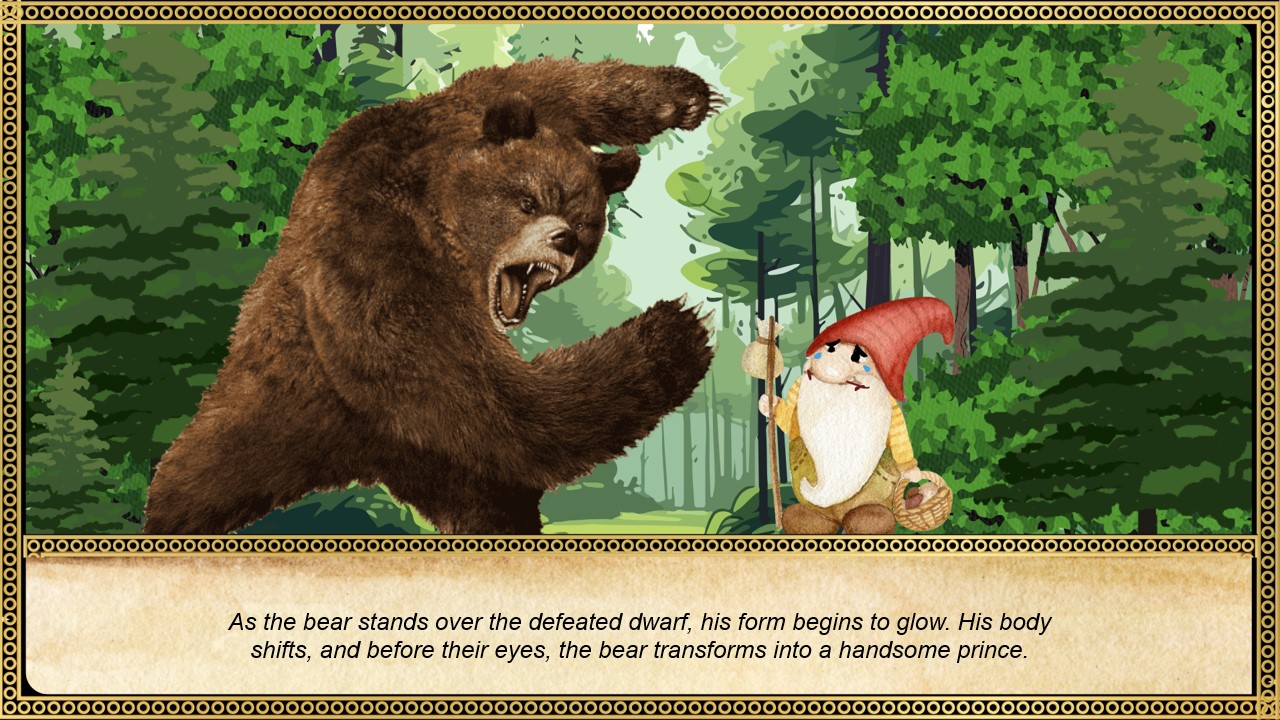 As the bear stands over the defeated dwarf, his form begins to glow. His body
shifts, and before their eyes, the bear transforms into a handsome prince.